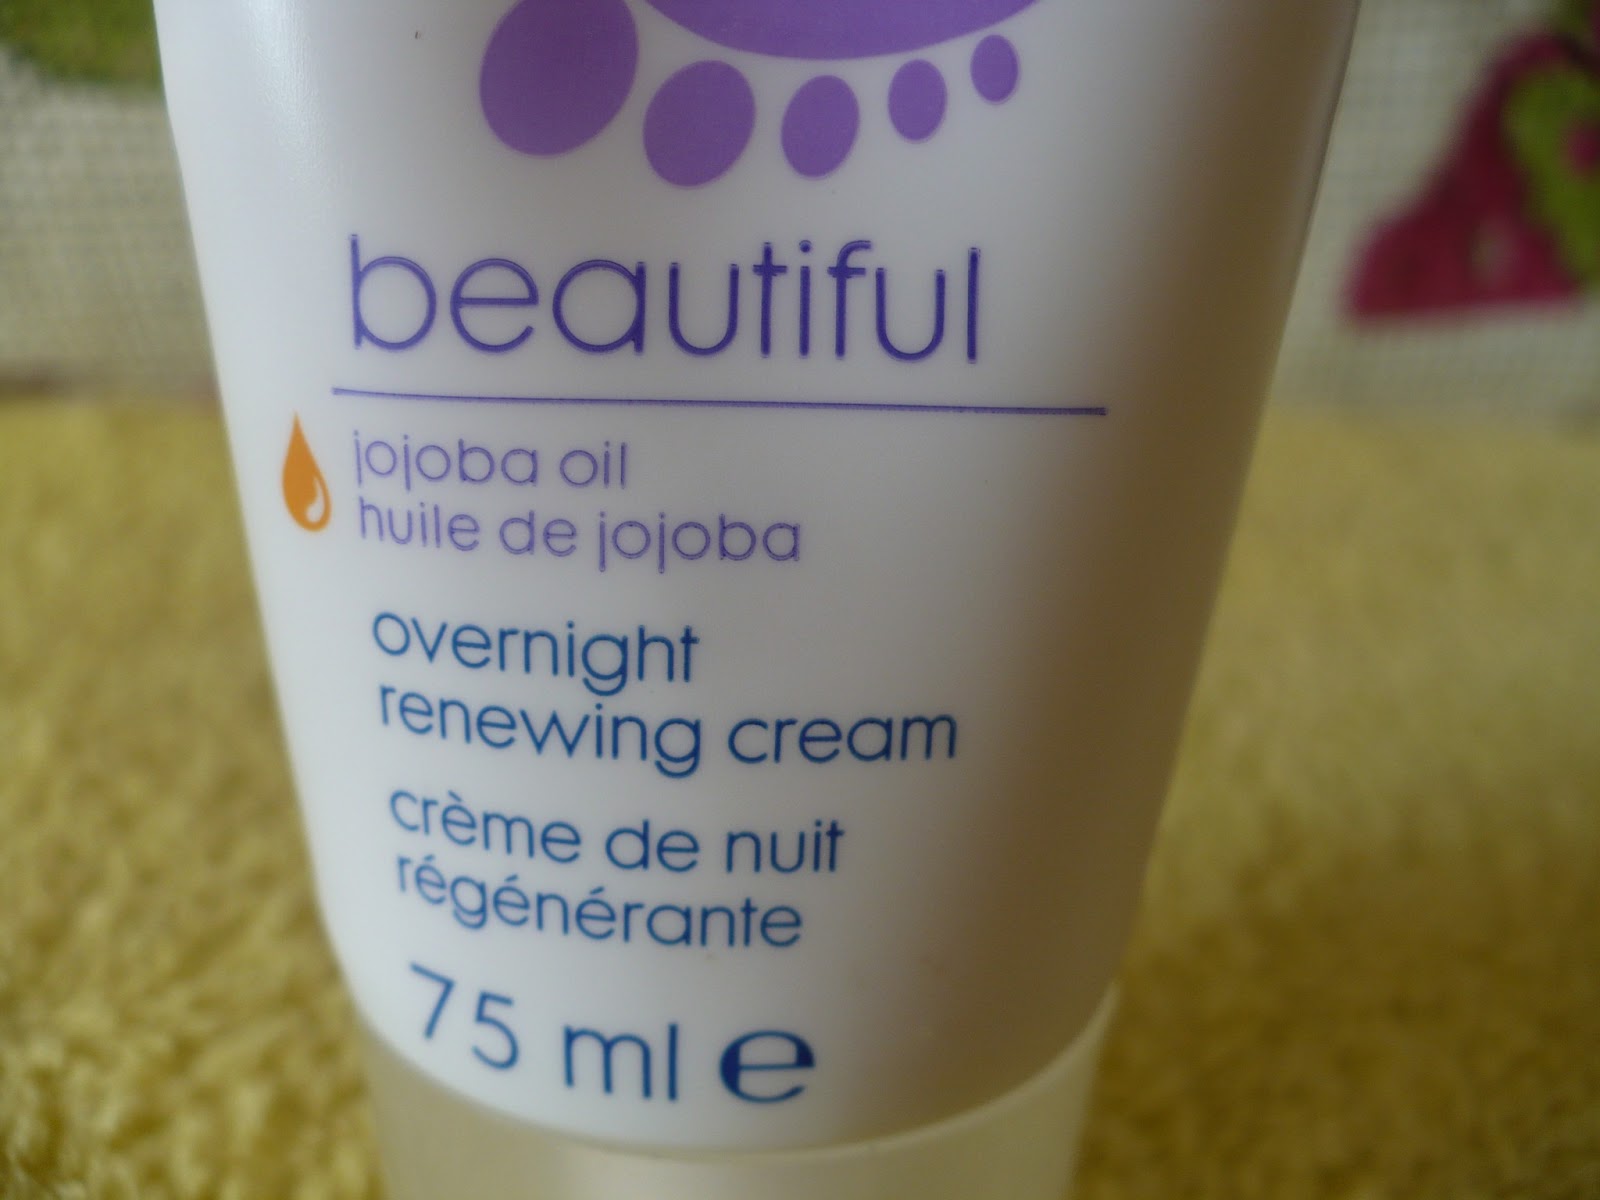 beautiful
jojoba oil
huile de jojoba
overnight
renewing cream
crème de nuit
régénérante
75 ml e